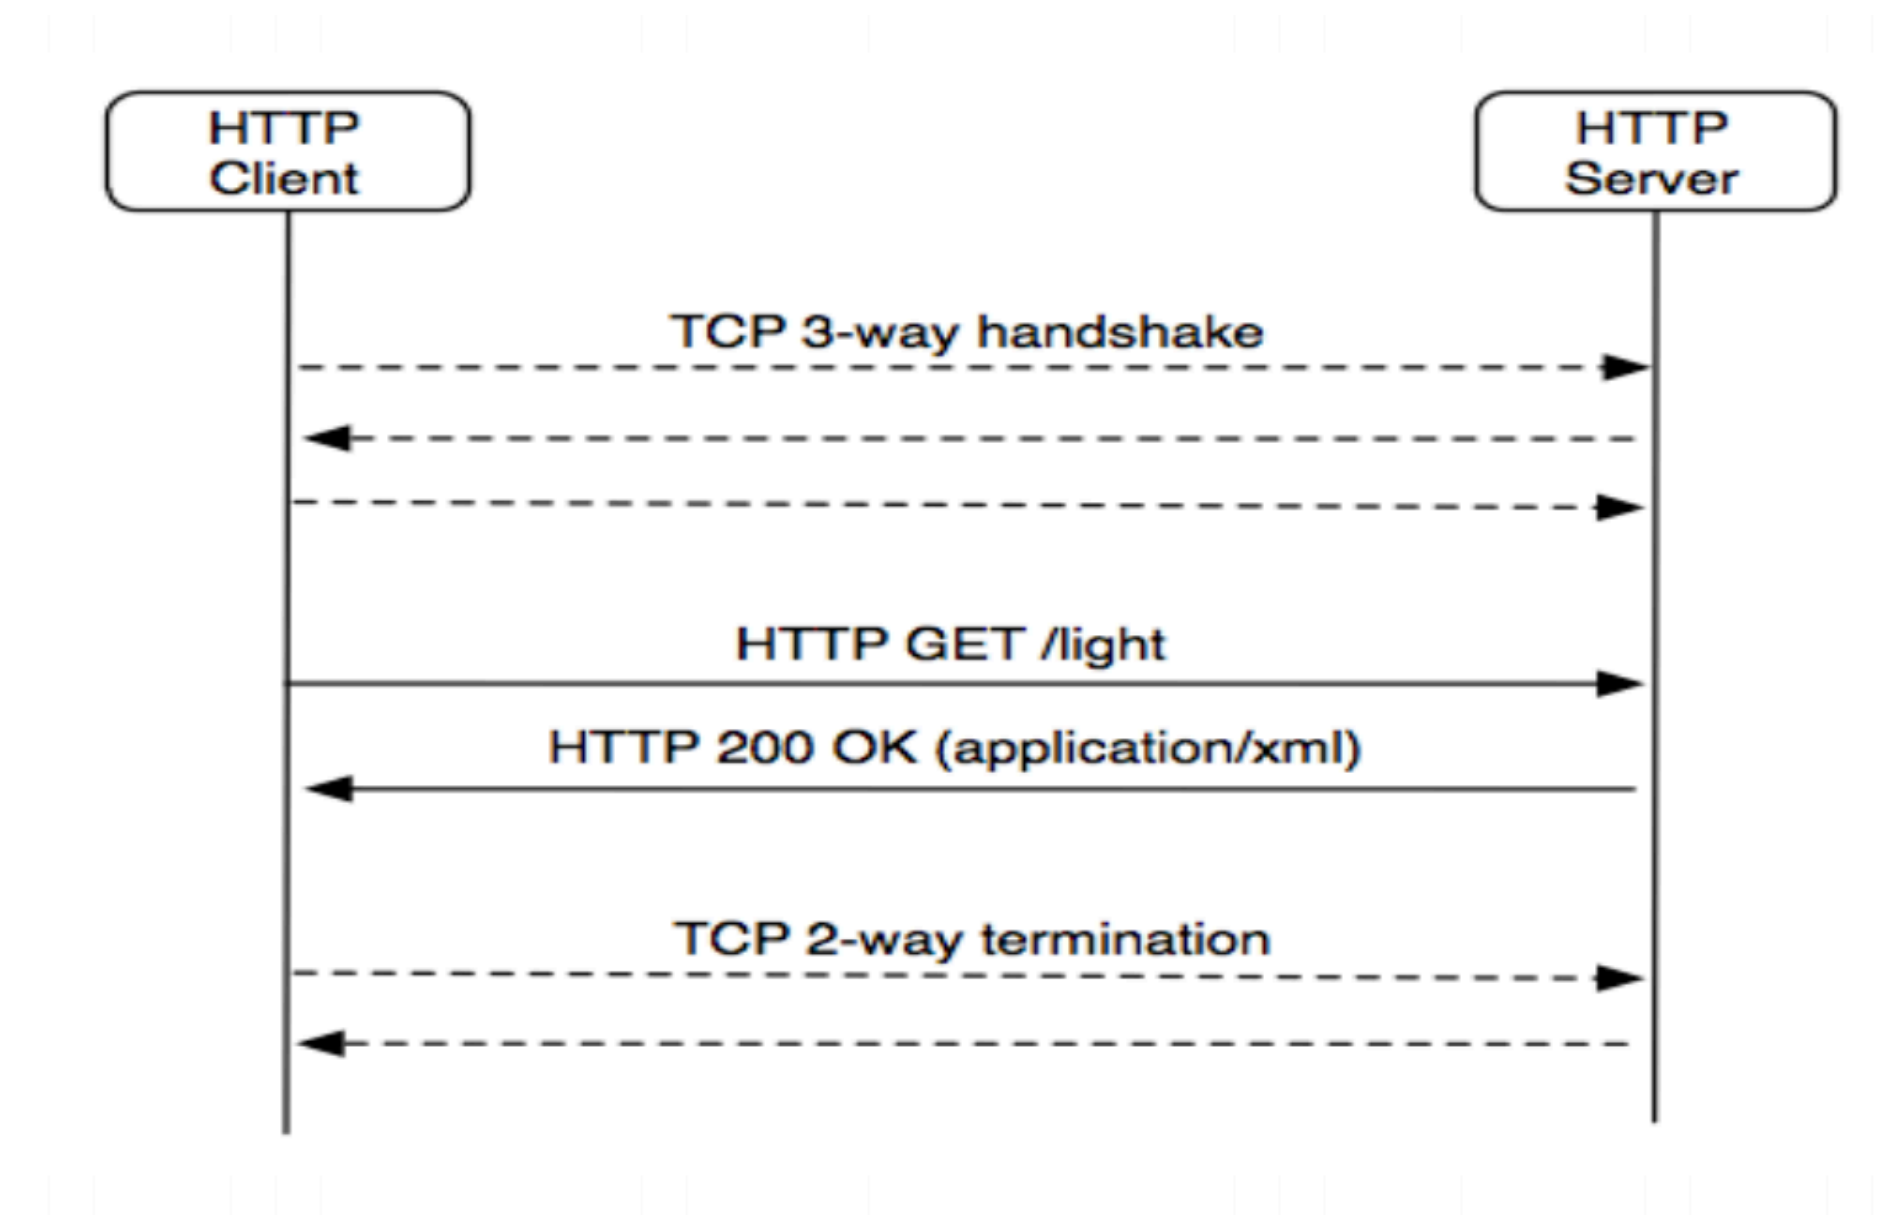 HTTP
Client
HTTP
Server
TCP 3-way handshake
HTTP GET /light
HTTP 200 OK (application/xml)
TCP 2-way termination